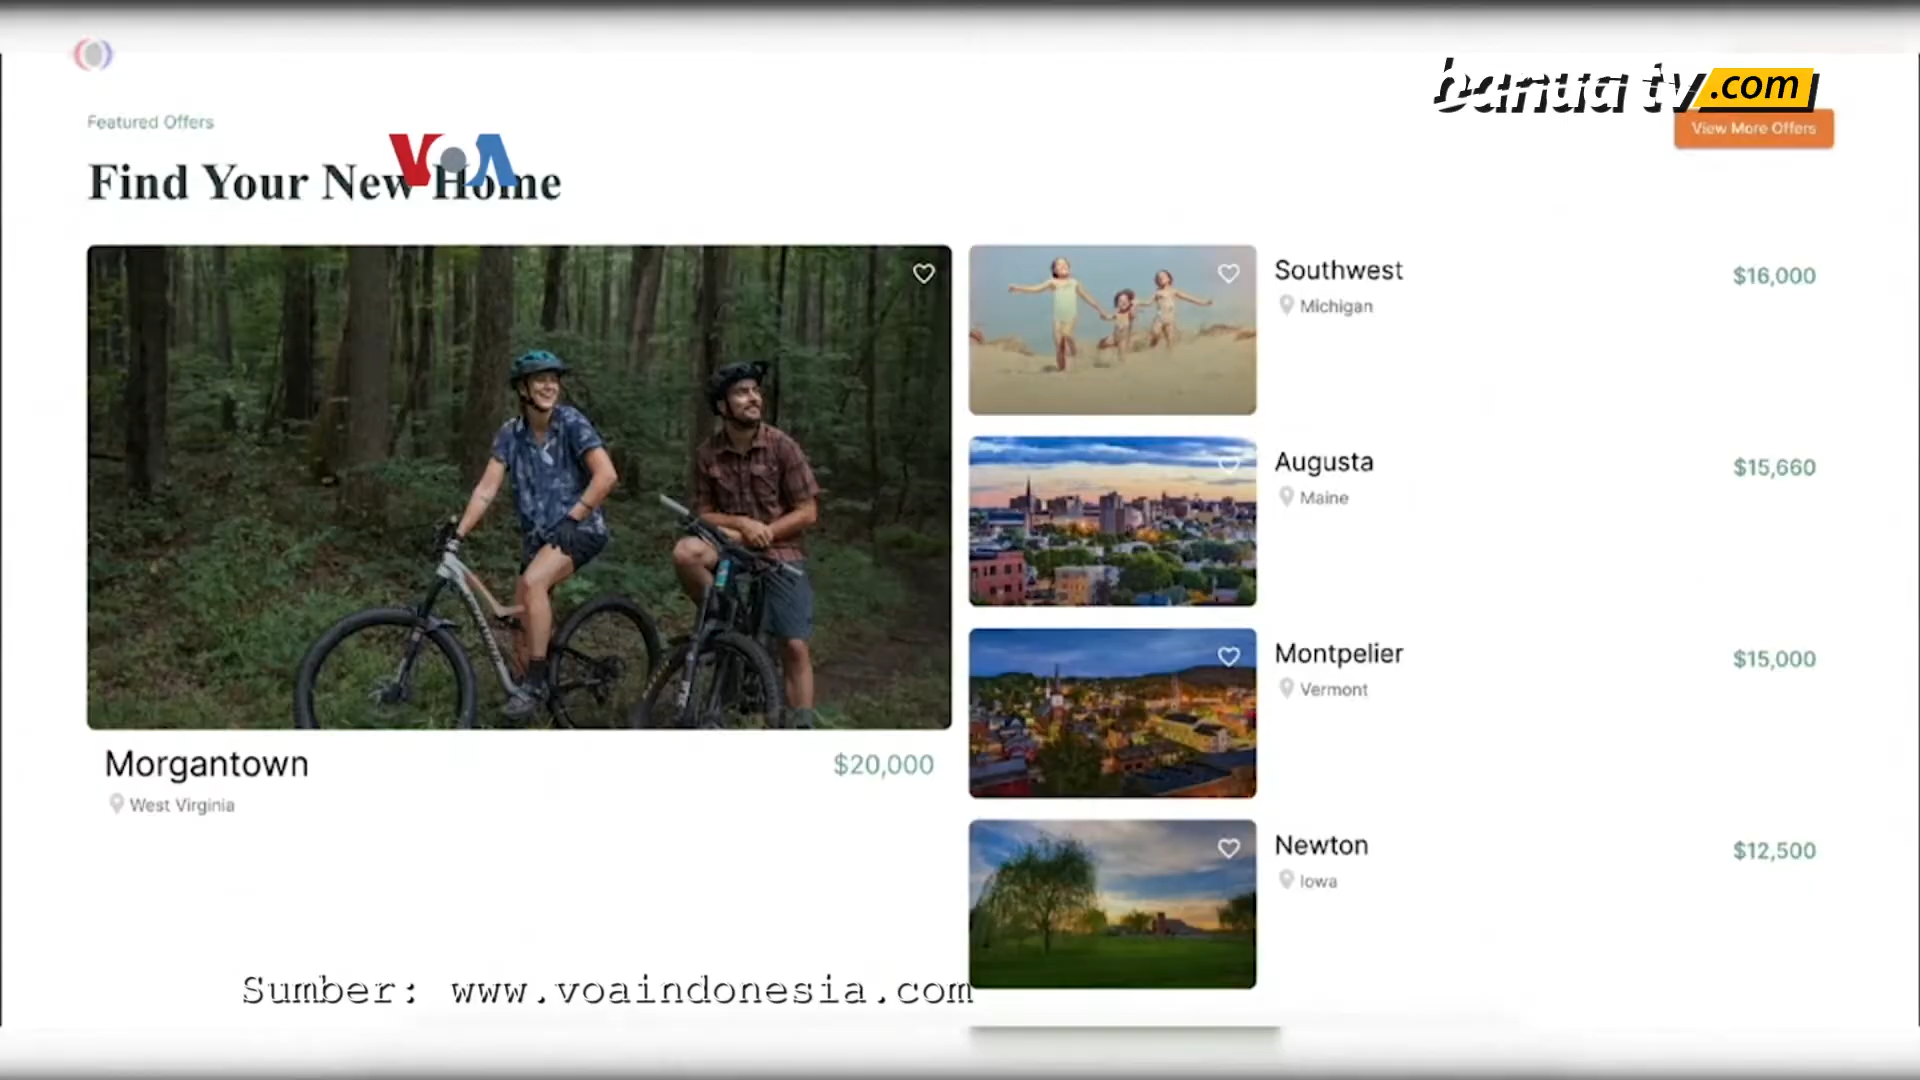 banua tv.com
Featured Offers
View More Offers
VOA
Find Your New Home
Southwest
$16,000
Michigan
Augusta
$15,660
Maine
Montpelier
$15,000
Vermont
Morgantown
$20,000
West Virginia
Newton
$12,500
Iowa
Sumber: www.voaindonesia.com